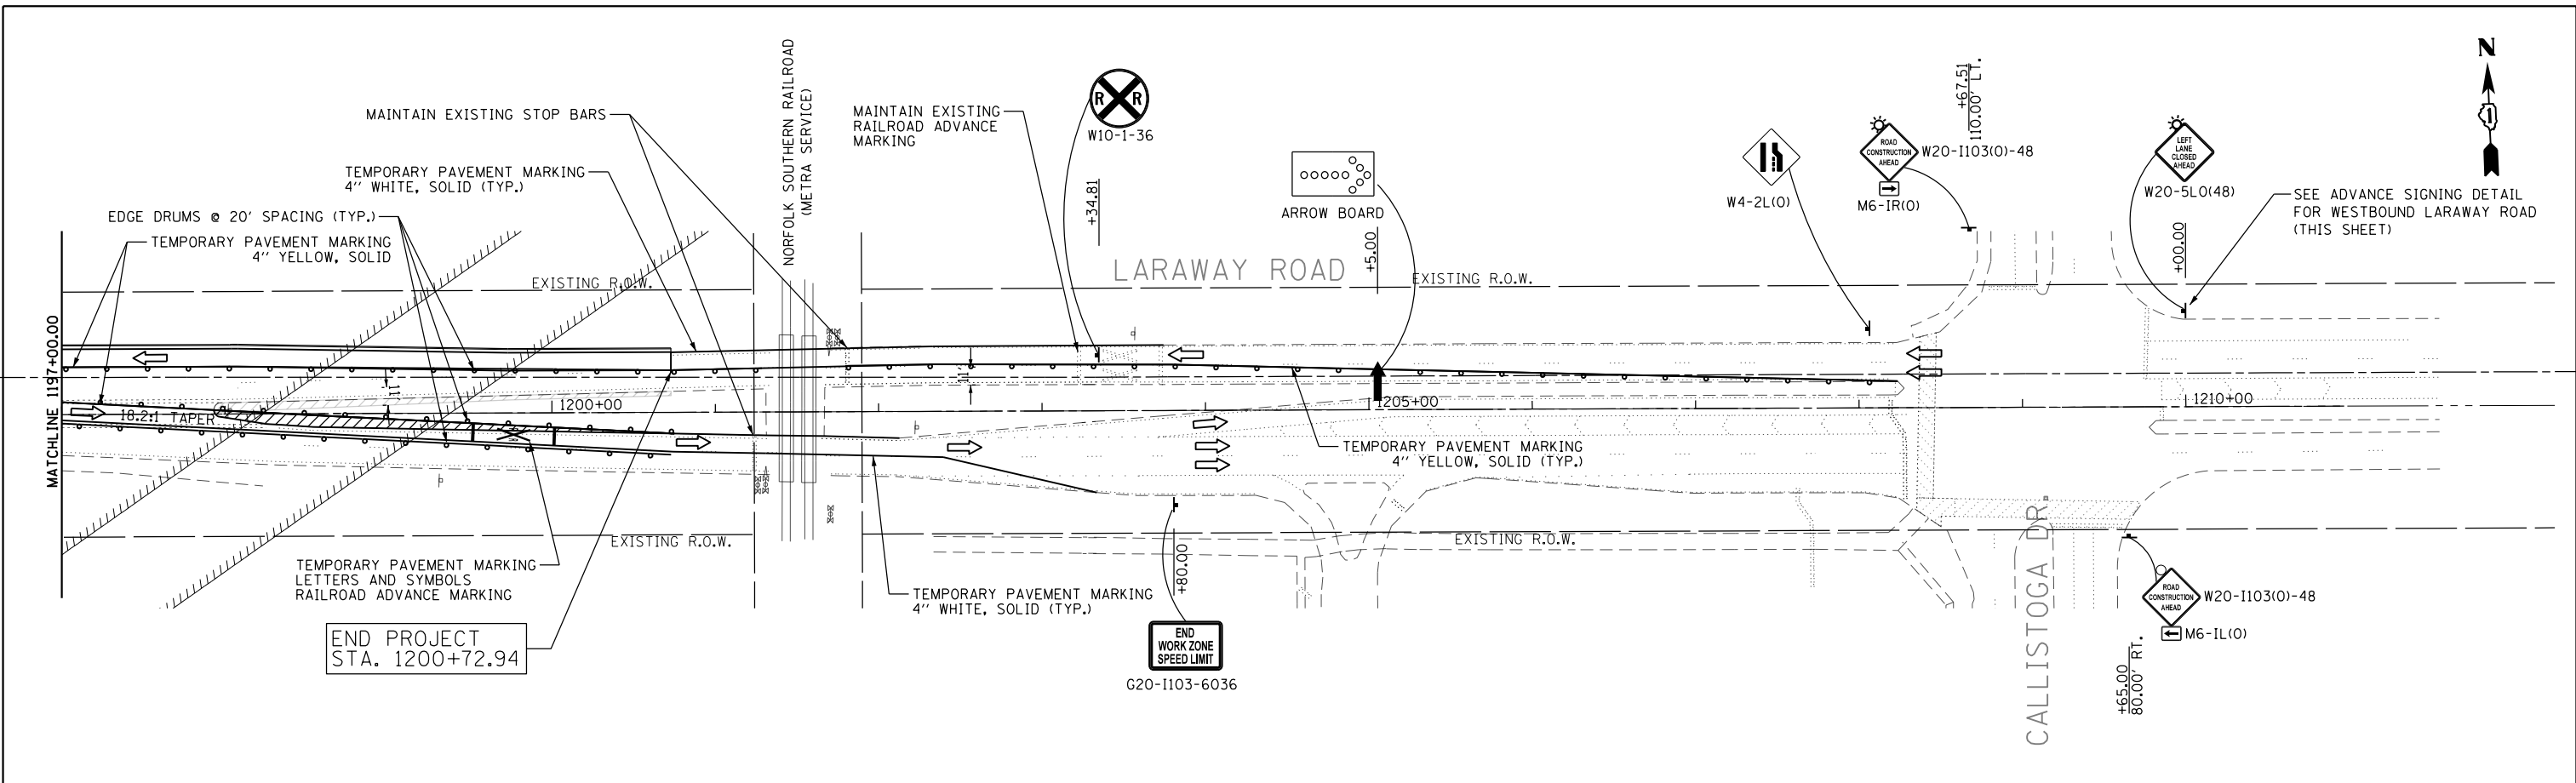 MAINTAIN EXISTING STOP BARS
TEMPORARY PAVEMENT MARKING
4" WHITE, SOLID (TYP.)
EDGE DRUMS @ 20' SPACING (TYP.)
TEMPORARY PAVEMENT MARKING
4" YELLOW, SOLID
NORFOLK SOUTHERN RAILROAD
(METRA SERVICE)
MAINTAIN EXISTING
RAILROAD ADVANCE
MARKING
R R
W10-1-36
+34.81
ARROW BOARD
+5.00
LARAWAY ROAD
W4-2L(O)
ROAD
CONSTRUCTION
AHEAD
W20-I103(O)-48
M6-IR(O)
+67.51
110.00' LT.
LEFT
LANE
CLOSED
AHEAD
W20-5LO(48)
+00.00
SEE ADVANCE SIGNING DETAIL
FOR WESTBOUND LARAWAY ROAD
(THIS SHEET)
N
1
EXISTING R.O.W.
EXISTING R.O.W.
MATCHLINE 1197+00.00
11'
11'
18.2:1 TAPER
1200+00
1205+00
1210+00
TEMPORARY PAVEMENT MARKING
4" YELLOW, SOLID (TYP.)
EXISTING R.O.W.
EXISTING R.O.W.
TEMPORARY PAVEMENT MARKING
LETTERS AND SYMBOLS
RAILROAD ADVANCE MARKING
END PROJECT
STA. 1200+72.94
TEMPORARY PAVEMENT MARKING
4" WHITE, SOLID (TYP.)
+80.00
END
WORK ZONE
SPEED LIMIT
G20-I103-6036
CALLISTOGA DR.
ROAD
CONSTRUCTION
AHEAD
W20-I103(O)-48
M6-IL(O)
+65.00
80.00' RT.